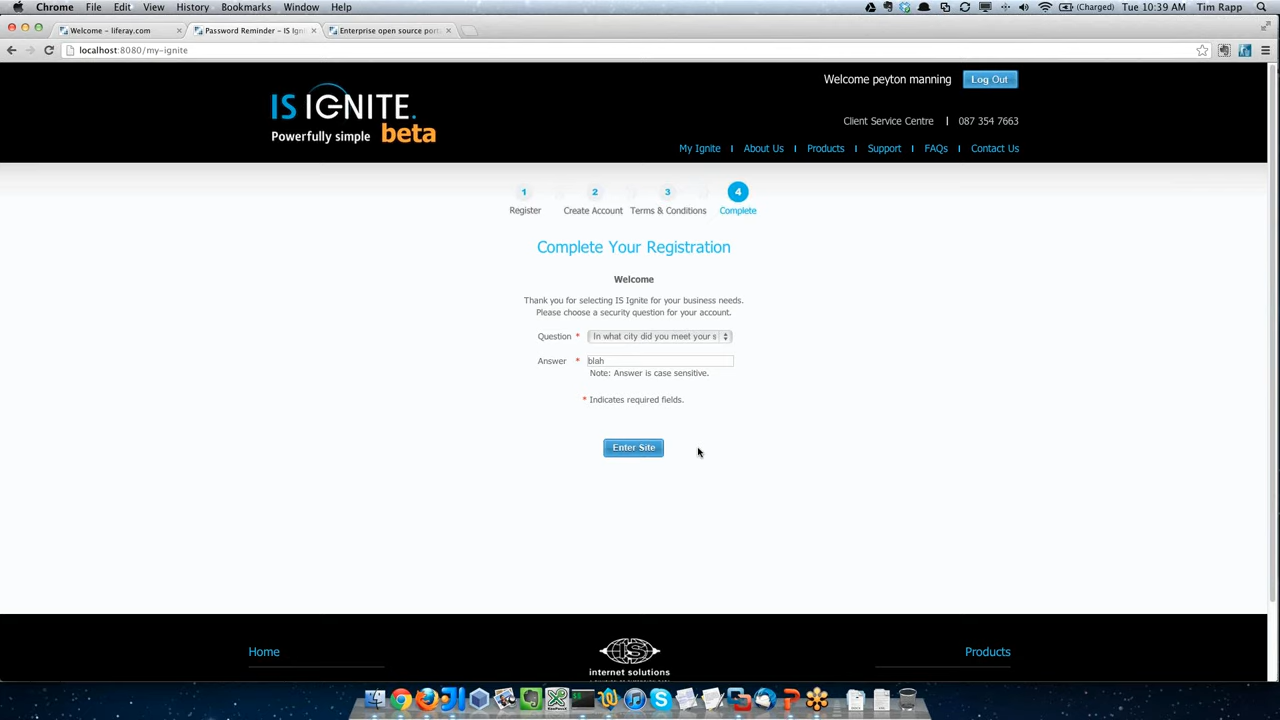 Chrome File Edit View History Bookmarks Window Help (Charged) Tue 10:39 AM Tim Rapp
Welcome – liferay.com Password Reminder – IS Igni Enterprise open source port
localhost:8080/my-ignite
Welcome peyton manning Log Out
IS IGNITE.
Powerfully simple beta
Client Service Centre | 087 354 7663
My Ignite | About Us | Products | Support | FAQs | Contact Us
1 2 3 4
Register Create Account Terms & Conditions Complete
Complete Your Registration
Welcome
Thank you for selecting IS Ignite for your business needs.
Please choose a security question for your account.
Question * In what city did you meet your s
Answer * blah
Note: Answer is case sensitive.
* Indicates required fields.
Enter Site
Home Products
IS
internet solutions